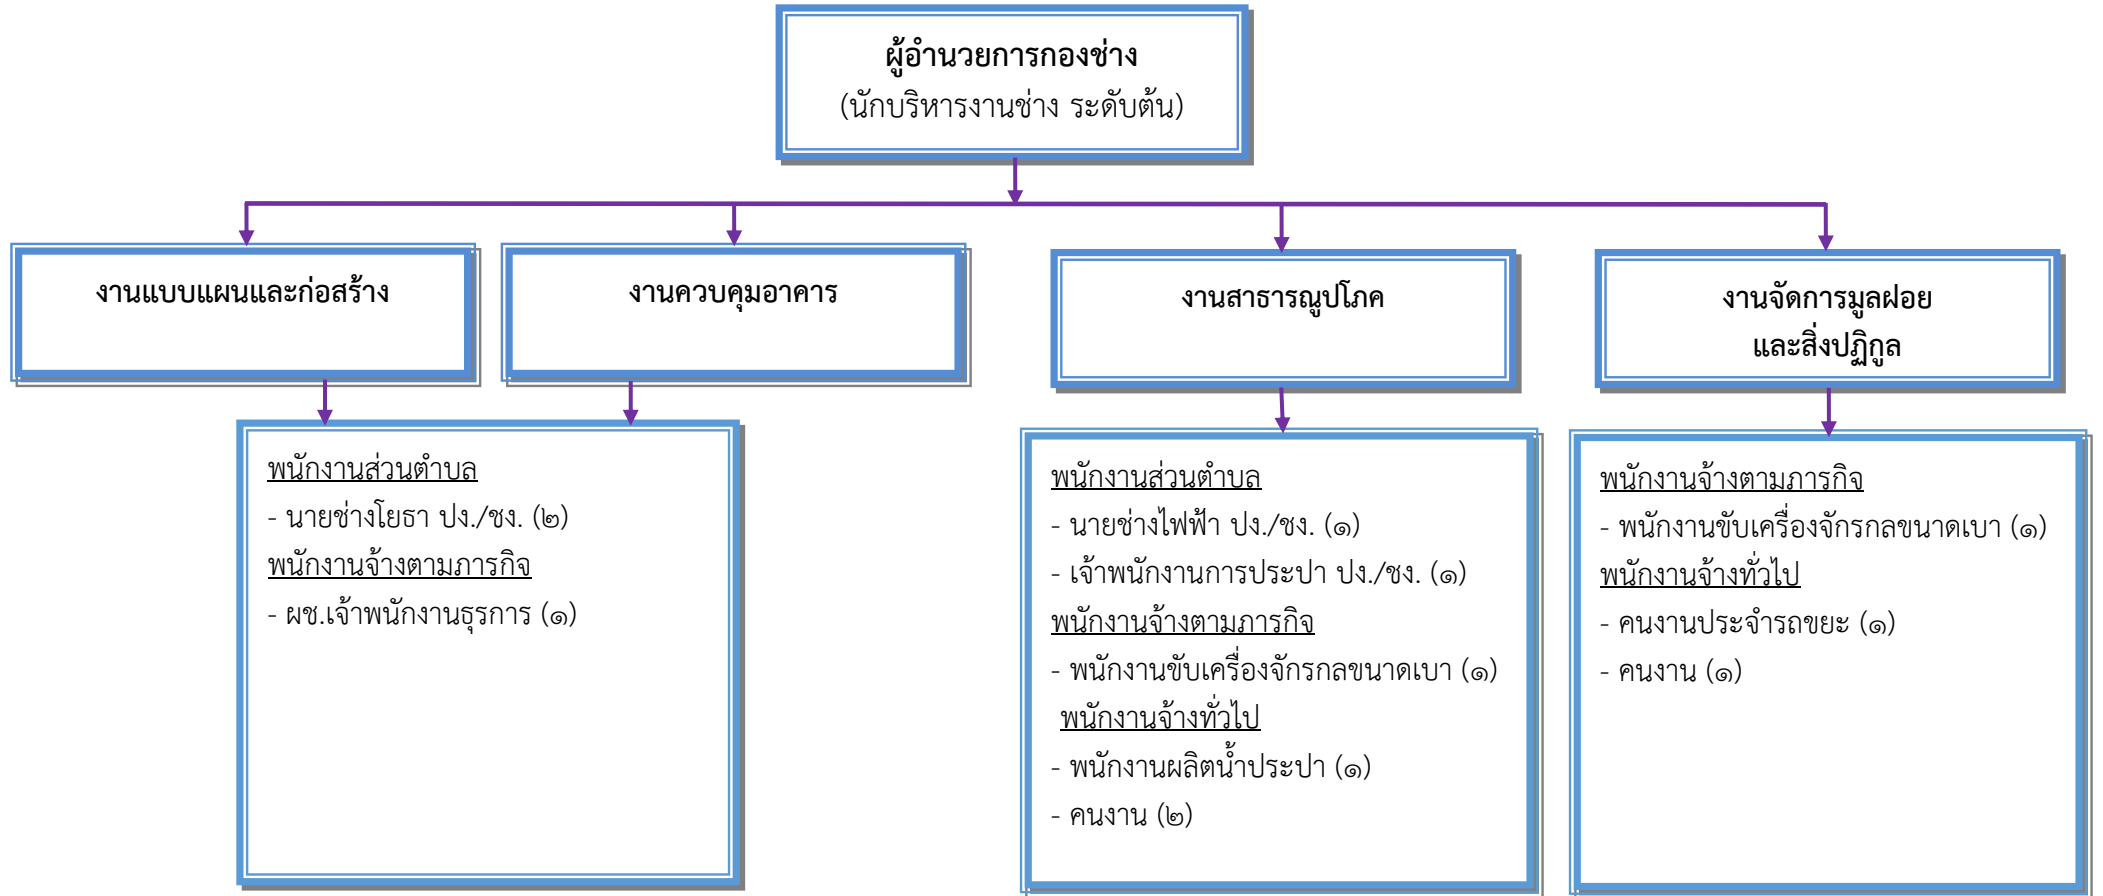 ผู้อำนวยการกองช่าง
(นักบริหารงานช่าง ระดับต้น)
งานแบบแผนและก่อสร้าง
งานควบคุมอาคาร
งานสาธารณูปโภค
งานจัดการมูลฝอย
และสิ่งปฏิกูล
พนักงานส่วนตำบล
- นายช่างโยธา ปง./ชง. (๒)
พนักงานจ้างตามภารกิจ
- ผช.เจ้าพนักงานธุรการ (๑)
พนักงานส่วนตำบล
- นายช่างไฟฟ้า ปง./ชง. (๑)
- เจ้าพนักงานการประปา ปง./ชง. (๑)
พนักงานจ้างตามภารกิจ
- พนักงานขับเครื่องจักรกลขนาดเบา (๑)
พนักงานจ้างทั่วไป
- พนักงานผลิตน้ำประปา (๑)
- คนงาน (๒)
พนักงานจ้างตามภารกิจ
- พนักงานขับเครื่องจักรกลขนาดเบา (๑)
พนักงานจ้างทั่วไป
- คนงานประจำรถขยะ (๑)
- คนงาน (๑)